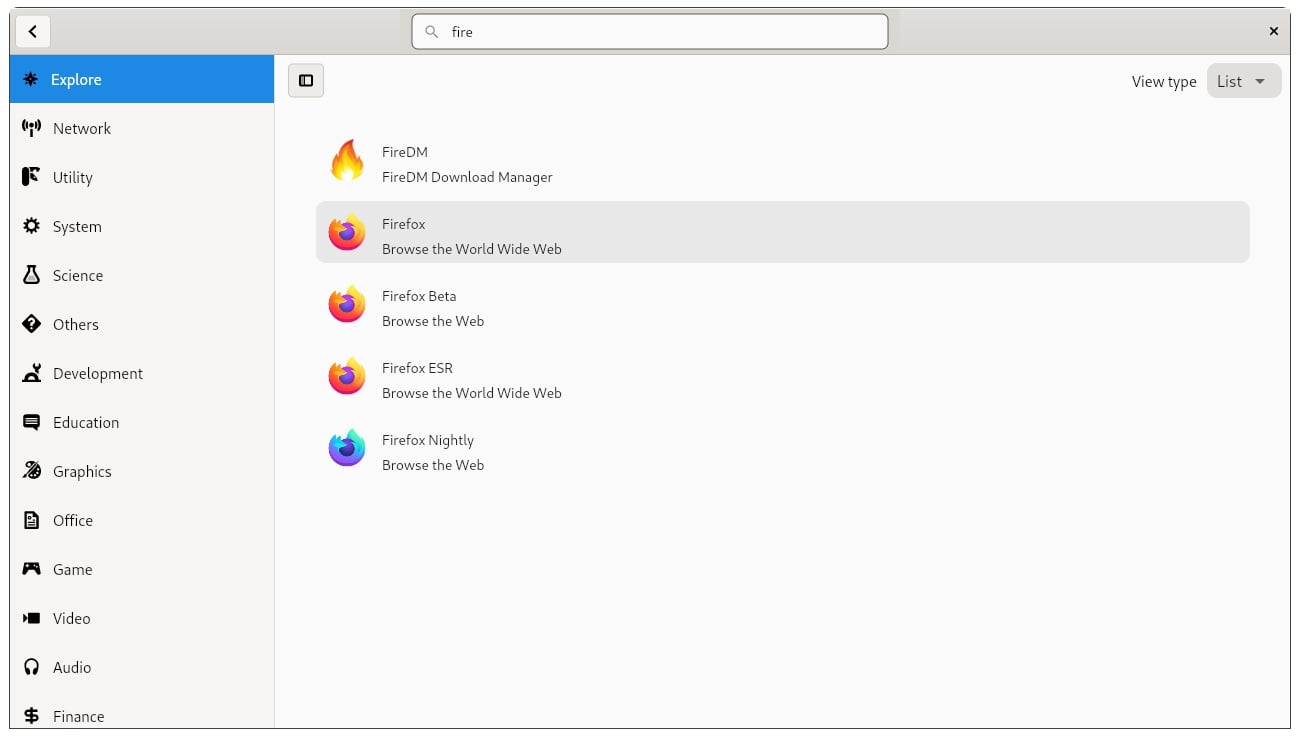 fire
Explore
Network
Utility
System
Science
Others
Development
Education
Graphics
Office
Game
Video
Audio
Finance
View type List
FireDM
FireDM Download Manager
Firefox
Browse the World Wide Web
Firefox Beta
Browse the Web
Firefox ESR
Browse the World Wide Web
Firefox Nightly
Browse the Web